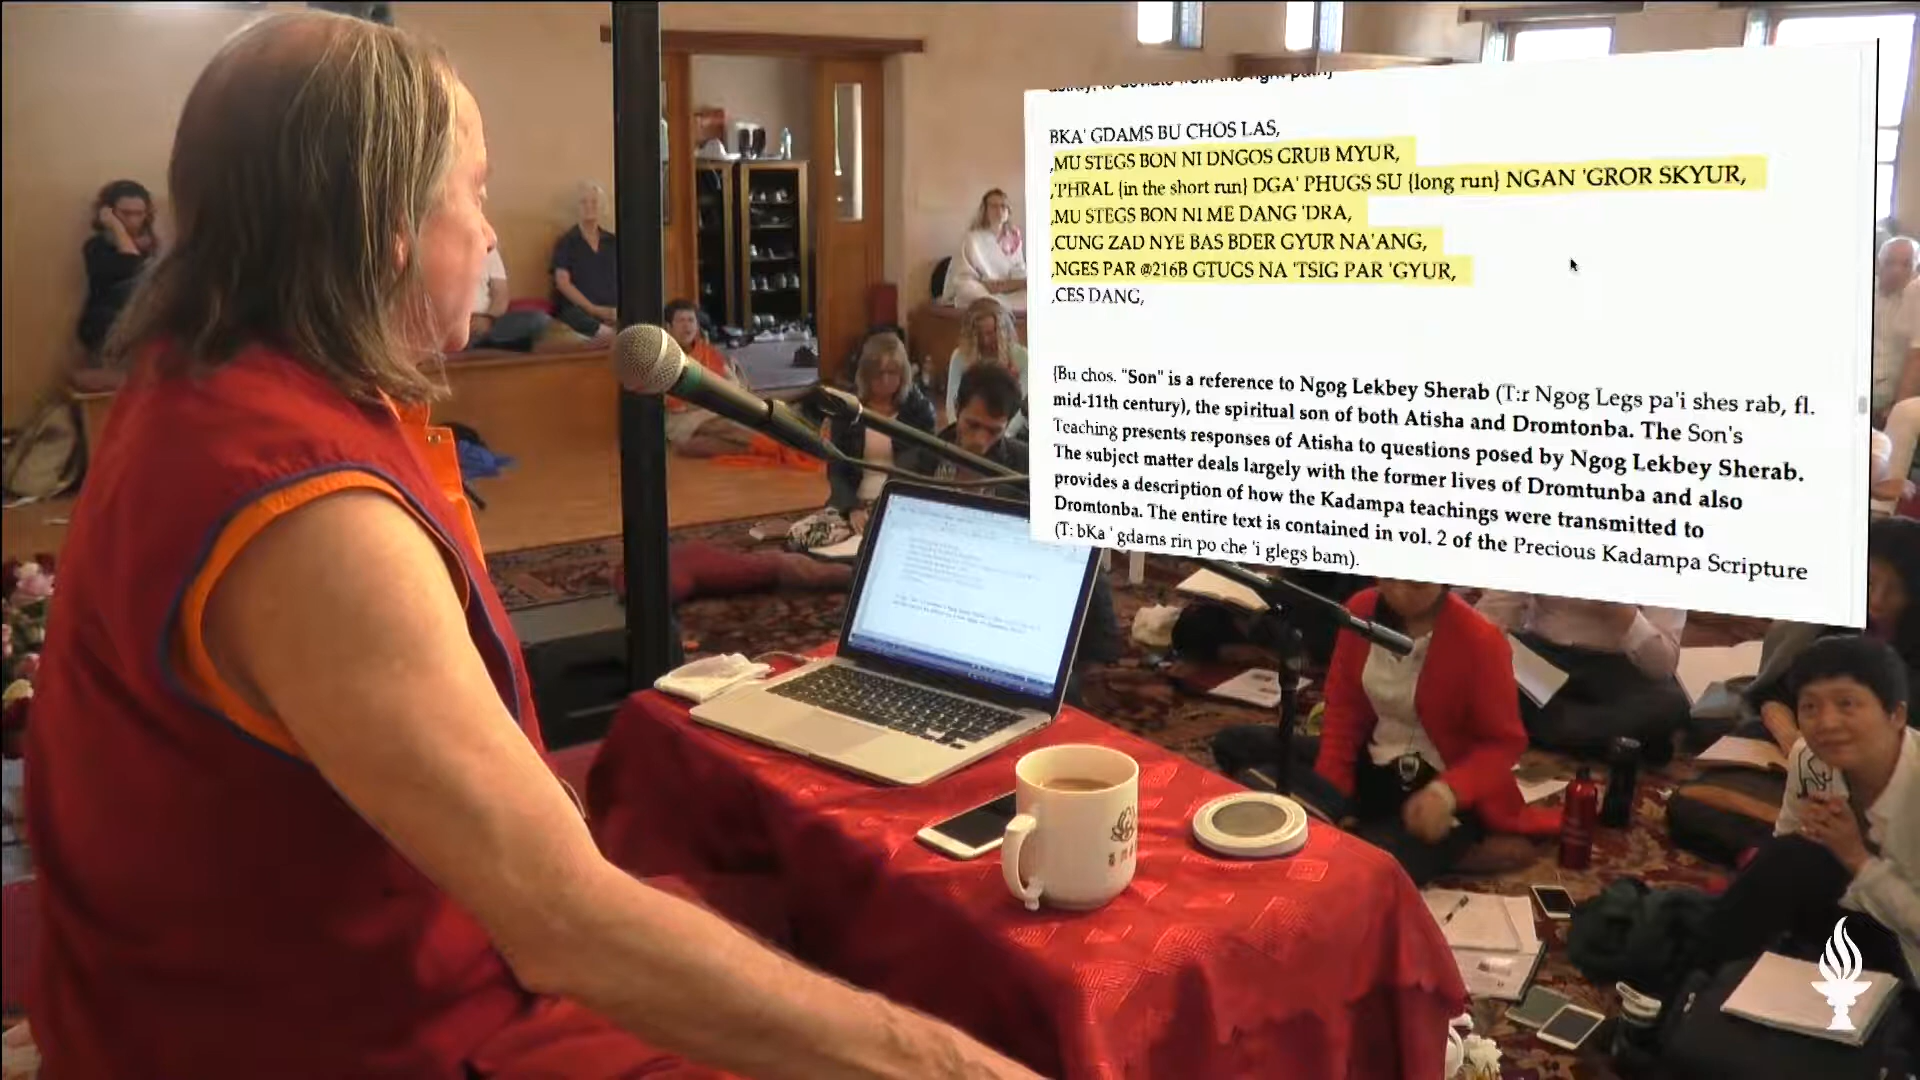 astray, to deviate from the right path}
BKA' GDAMS BU CHOS LAS,
,MU STEGS BON NI DNGOS GRUB MYUR,
,'PHRAL {in the short run} DGA' PHUGS SU {long run} NGAN 'GROR SKYUR,
,MU STEGS BON NI ME DANG 'DRA,
,CUNG ZAD NYE BAS BDER GYUR NA'ANG,
,NGES PAR @216B GTUGS NA 'TSIG PAR 'GYUR,
,CES DANG,
{Bu chos. "Son" is a reference to Ngog Lekbey Sherab (T:r Ngog Legs pa'i shes rab, fl.
mid-11th century), the spiritual son of both Atisha and Dromtonba. The Son's
Teaching presents responses of Atisha to questions posed by Ngog Lekbey Sherab.
The subject matter deals largely with the former lives of Dromtunba and also
provides a description of how the Kadampa teachings were transmitted to
Dromtonba. The entire text is contained in vol. 2 of the Precious Kadampa Scripture
(T: bKa ' gdams rin po che 'i glegs bam).